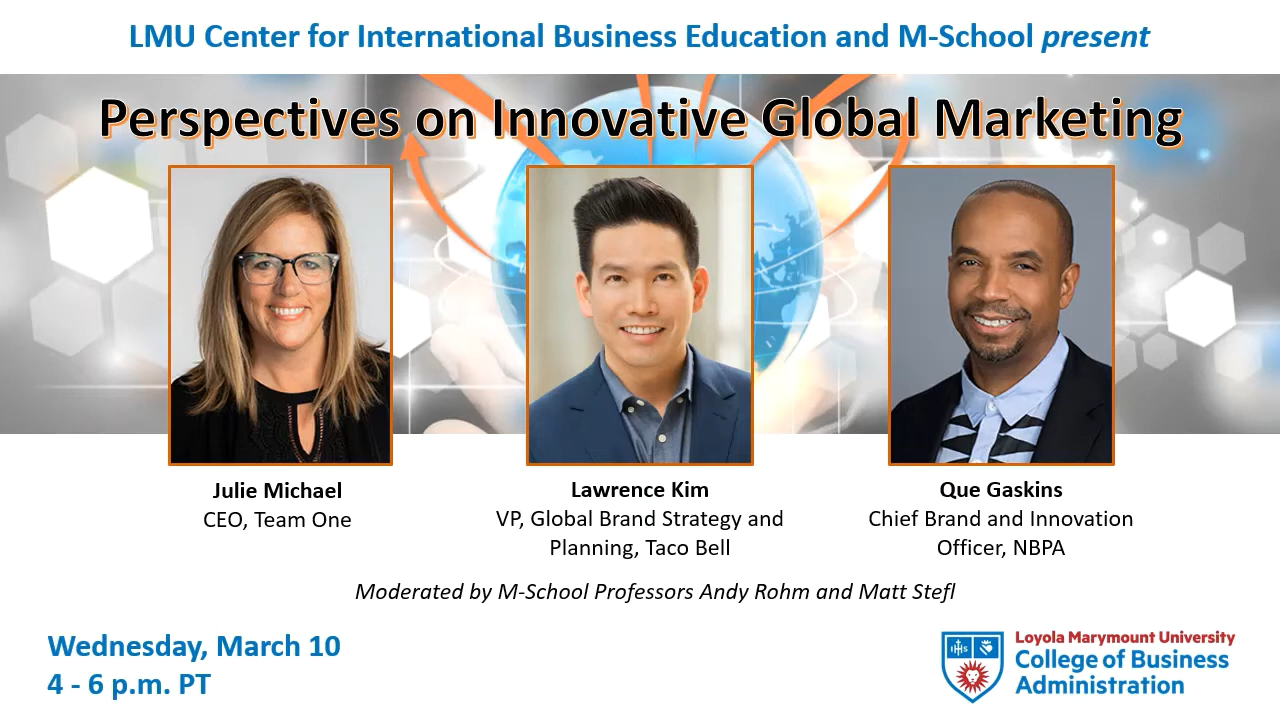 LMU Center for International Business Education and M-School present
Perspectives on Innovative Global Marketing
Julie Michael
CEO, Team One
Lawrence Kim
VP, Global Brand Strategy and
Planning, Taco Bell
Que Gaskins
Chief Brand and Innovation
Officer, NBPA
Moderated by M-School Professors Andy Rohm and Matt Stefl
Wednesday, March 10
4 - 6 p.m. PT
IHS
Loyola Marymount University
College of Business
Administration